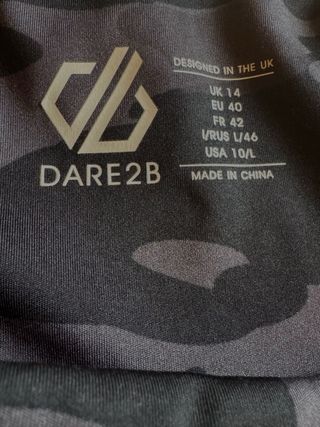 DARE2B
DESIGNED IN THE UK
UK 14
EU 40
FR 42
I/RUS L/46
USA 10/L
MADE IN CHINA